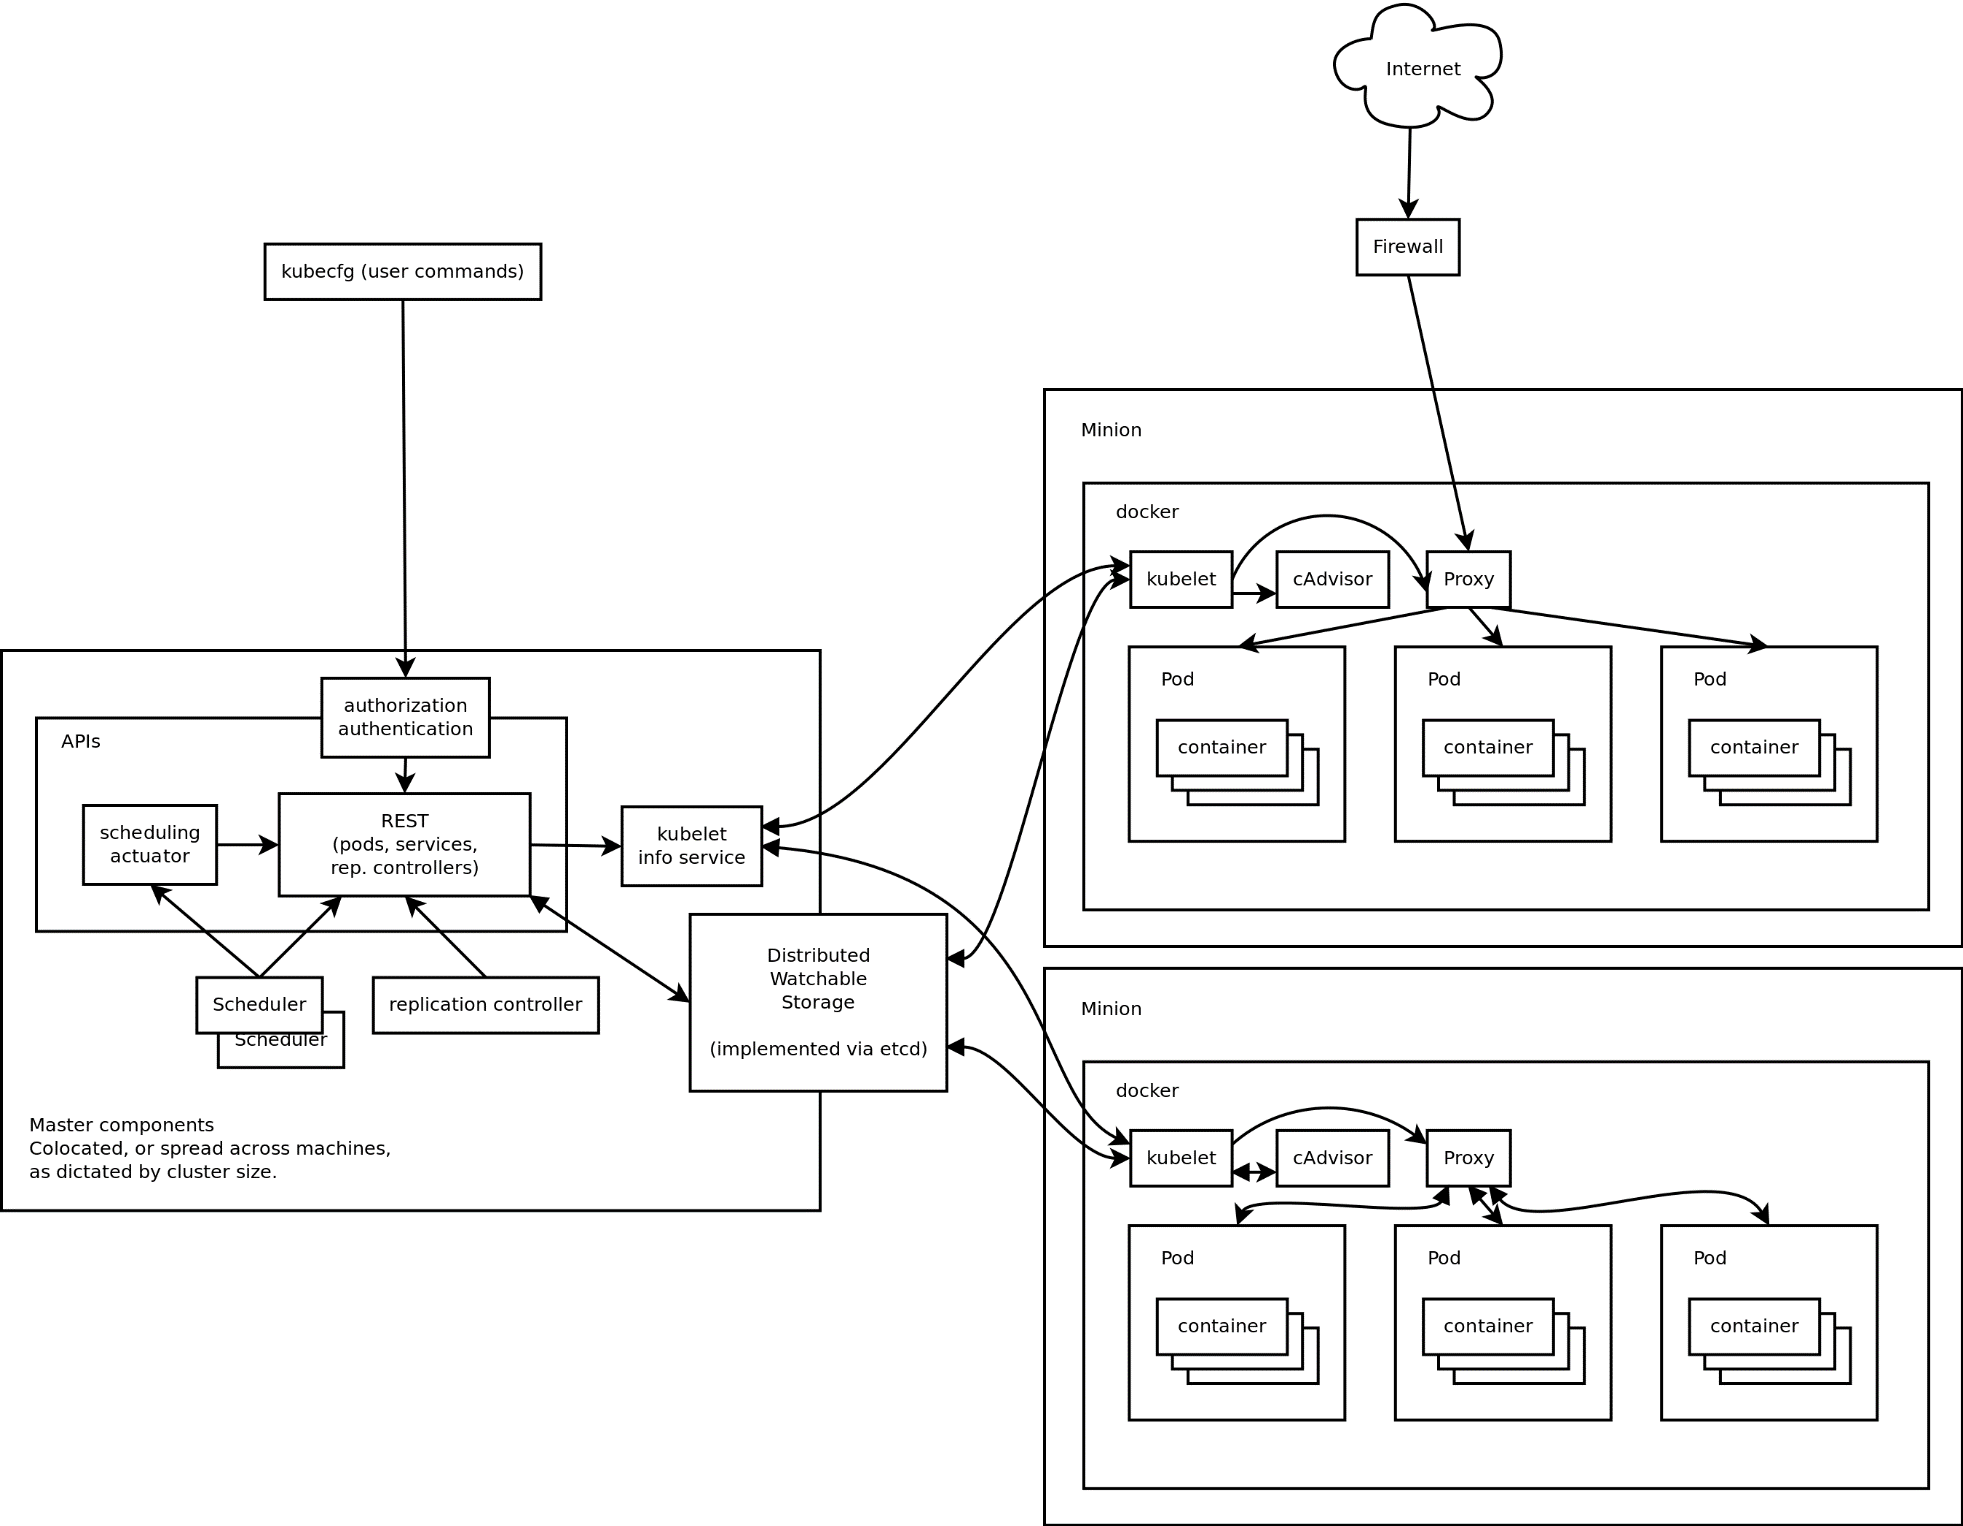 Internet
Firewall
kubecfg (user commands)
authorization
authentication
APIs
scheduling
actuator
REST
(pods, services,
rep. controllers)
kubelet
info service
Scheduler
Scheduler
replication controller
Distributed
Watchable
Storage
(implemented via etcd)
Master components
Colocated, or spread across machines,
as dictated by cluster size.
Minion
docker
kubelet
cAdvisor
Proxy
Pod
Pod
Pod
container
container
container
Minion
docker
kubelet
cAdvisor
Proxy
Pod
Pod
Pod
container
container
container